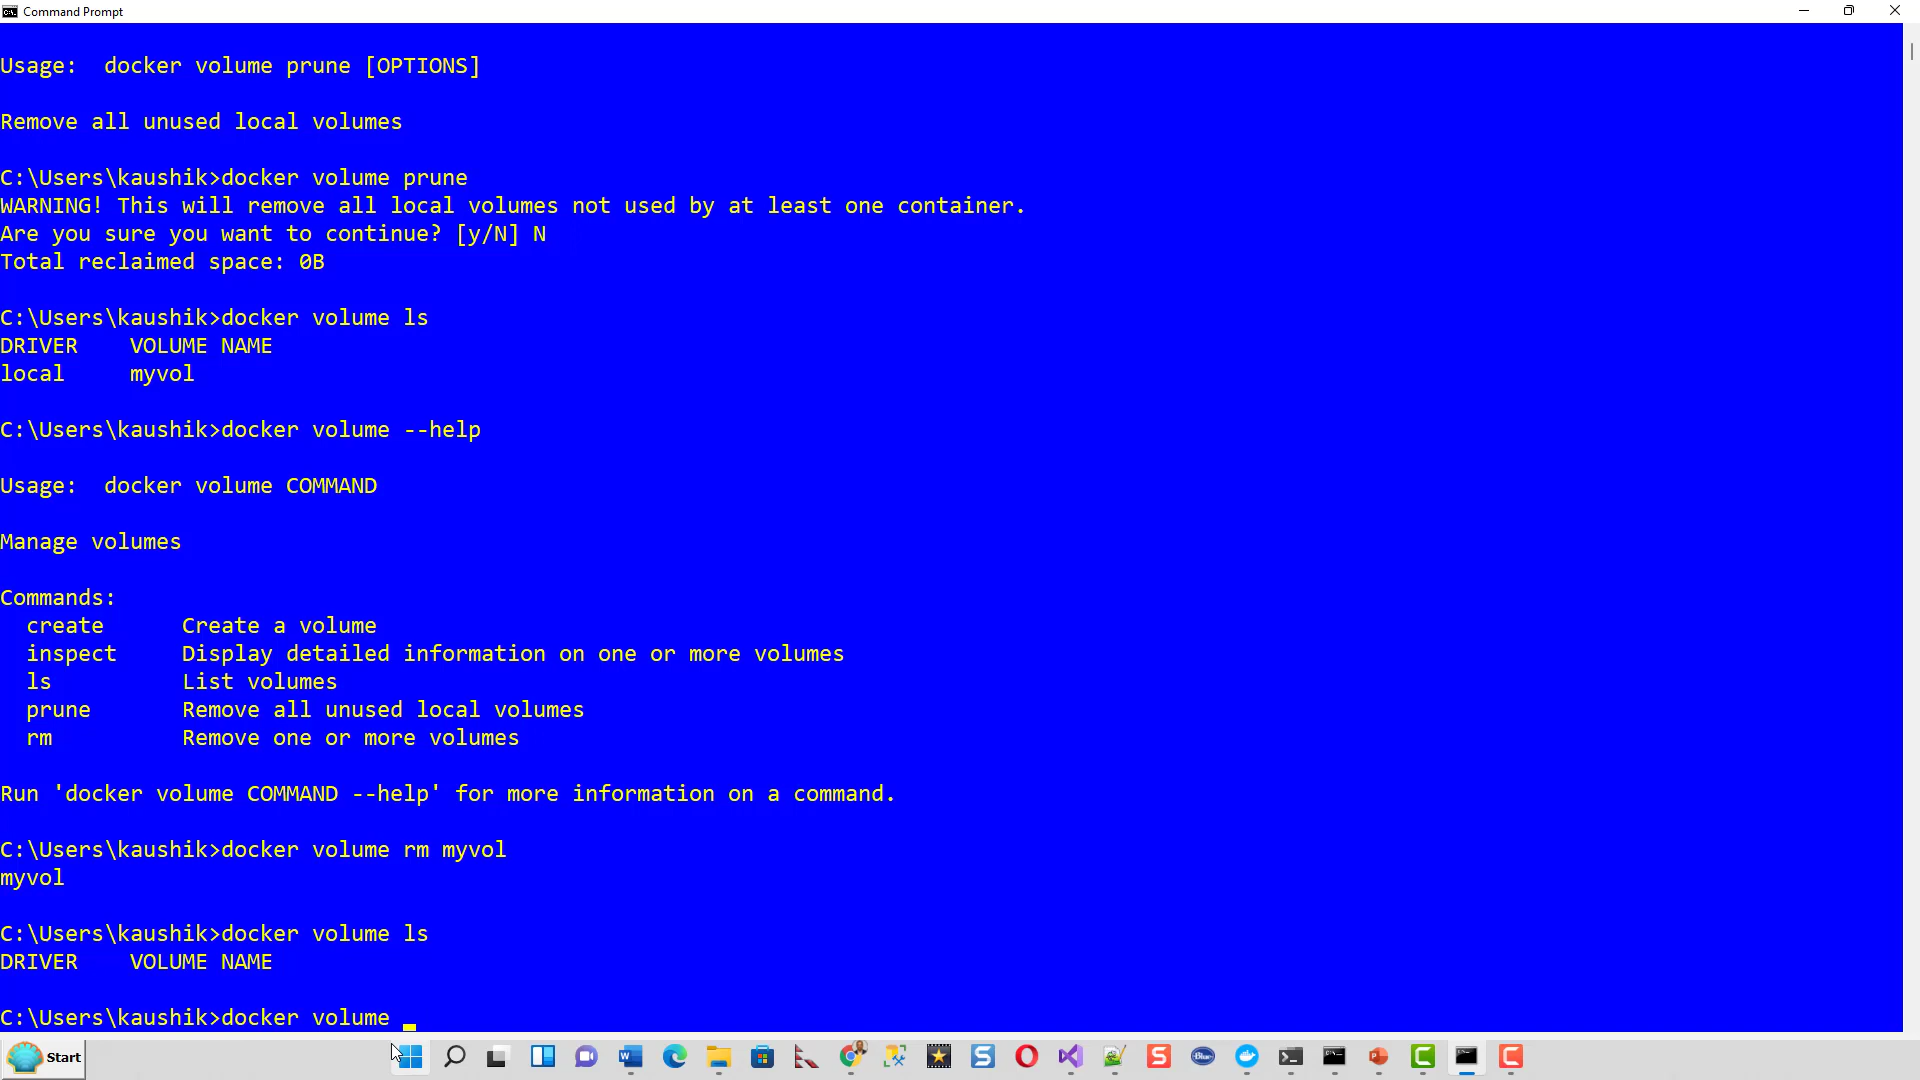 Command Prompt
Usage:  docker volume prune [OPTIONS]
Remove all unused local volumes
C:\Users\kaushik>docker volume prune
WARNING! This will remove all local volumes not used by at least one container.
Are you sure you want to continue? [y/N] N
Total reclaimed space: 0B
C:\Users\kaushik>docker volume ls
DRIVER    VOLUME NAME
local     myvol
C:\Users\kaushik>docker volume --help
Usage:  docker volume COMMAND
Manage volumes
Commands:
  create      Create a volume
  inspect     Display detailed information on one or more volumes
  ls          List volumes
  prune       Remove all unused local volumes
  rm          Remove one or more volumes
Run 'docker volume COMMAND --help' for more information on a command.
C:\Users\kaushik>docker volume rm myvol
myvol
C:\Users\kaushik>docker volume ls
DRIVER    VOLUME NAME
C:\Users\kaushik>docker volume
Start